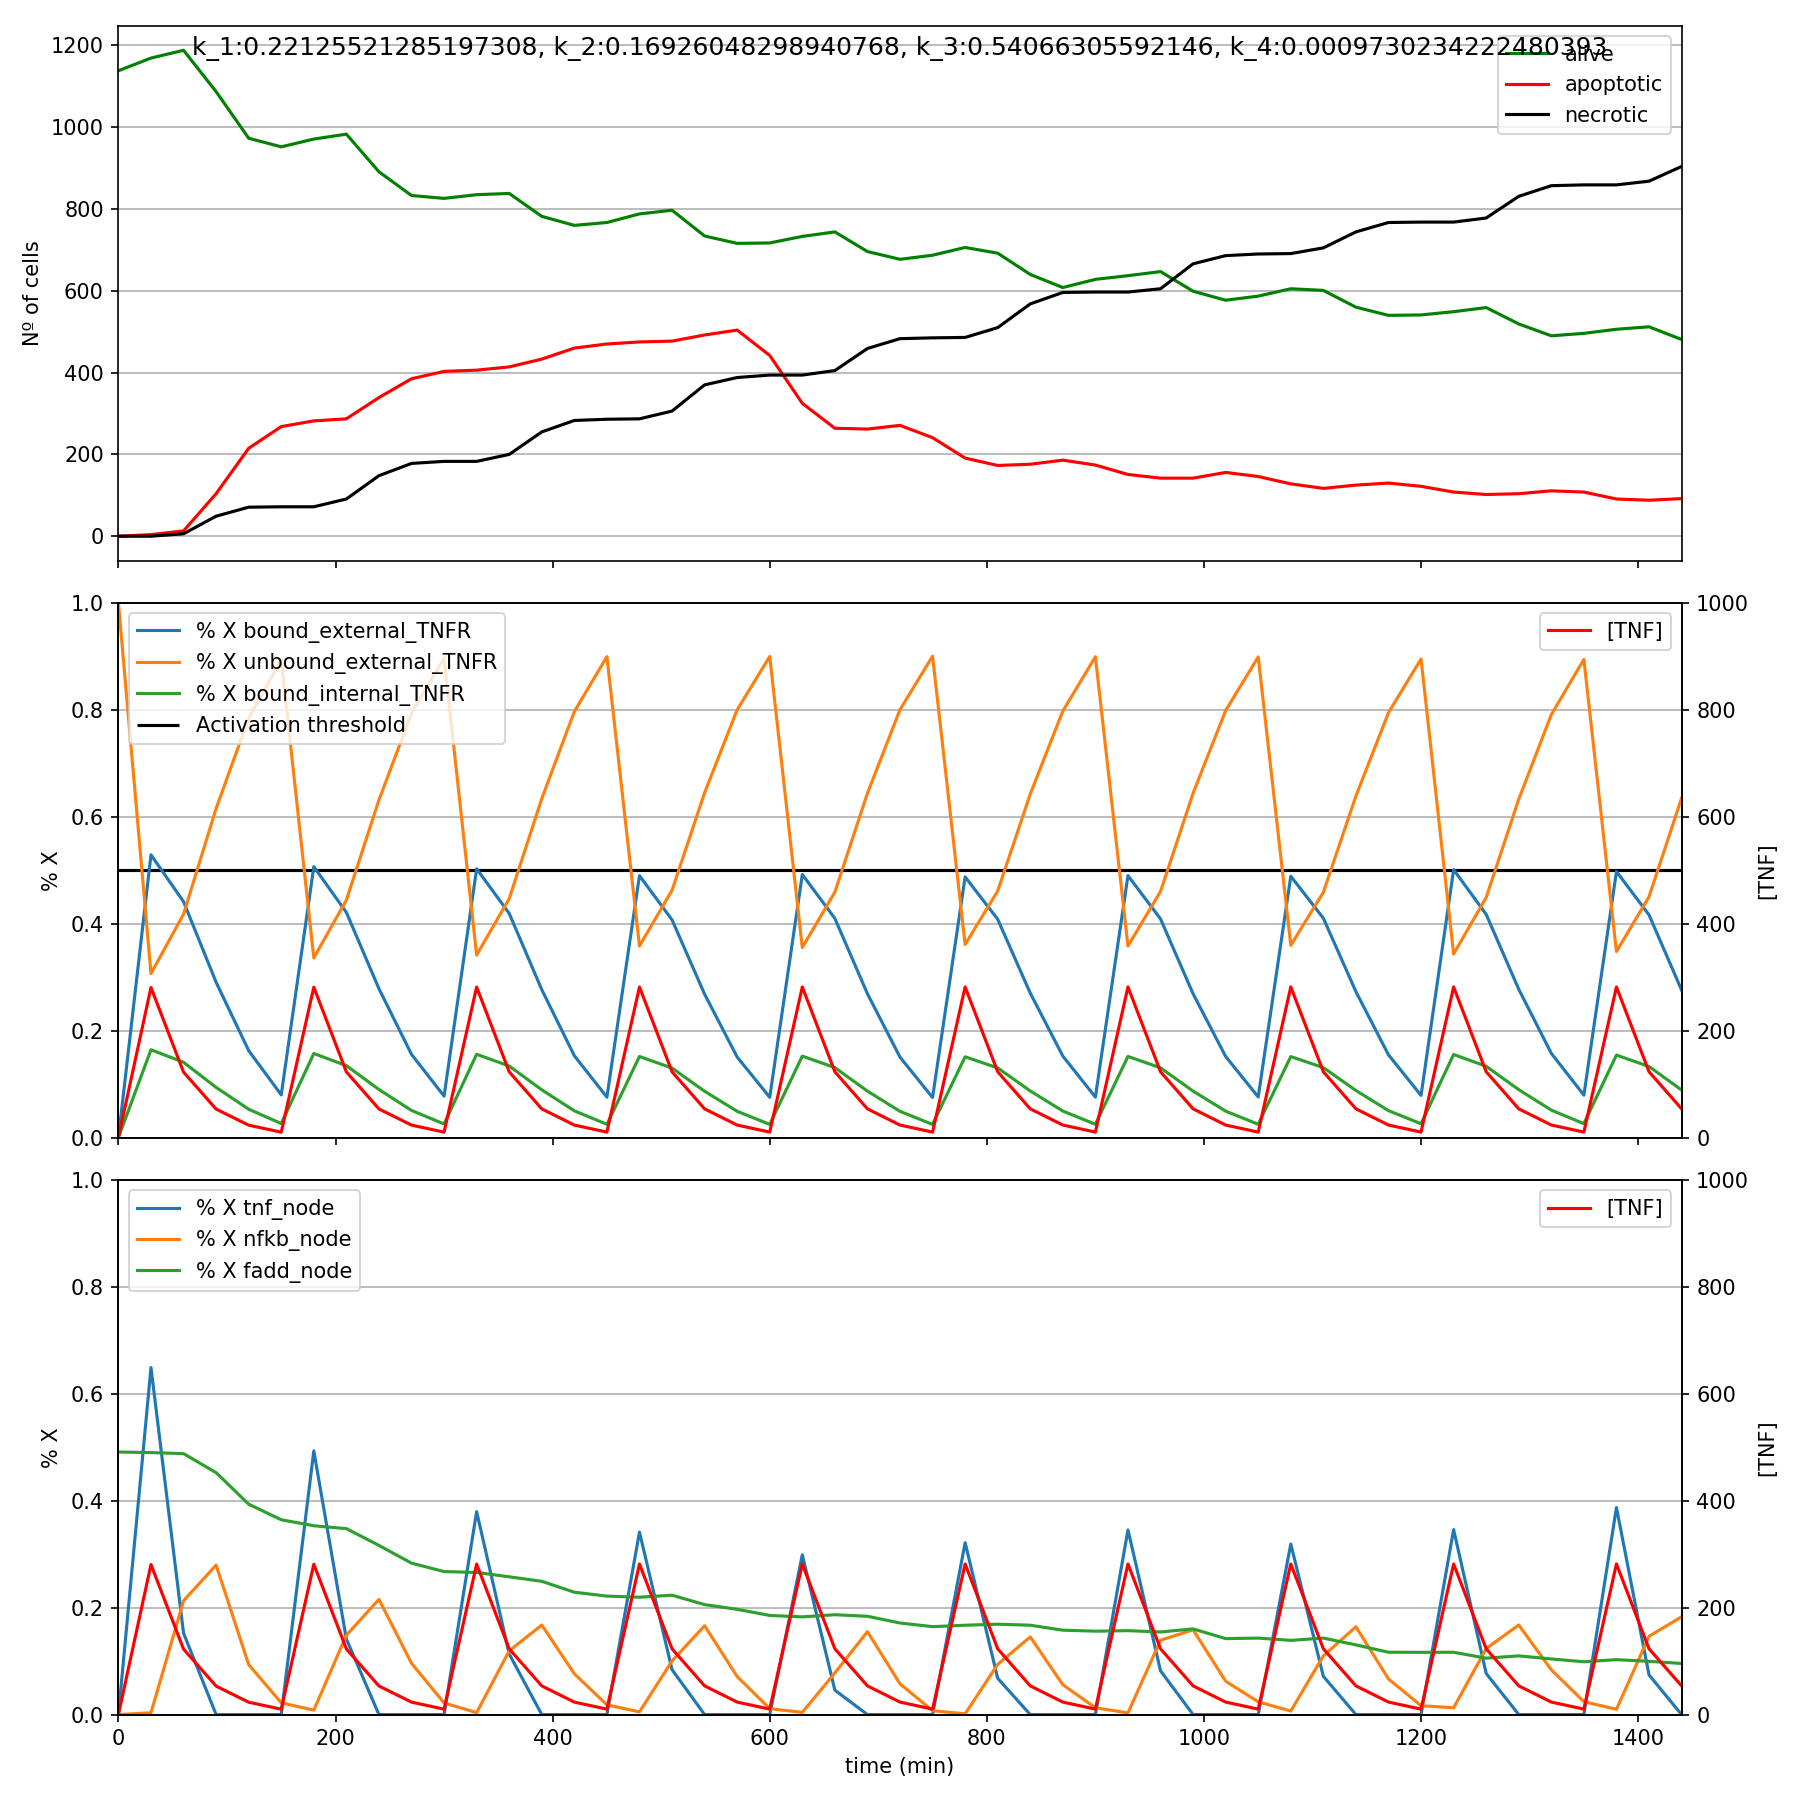 k_1:0.22125521285197308, k_2:0.16926048298940768, k_3:0.54066305592146, k_4:0.0009730234222480393
alive
apoptotic
necrotic
1200
1000
800
600
400
200
0
Nº of cells
% X bound_external_TNFR
% X unbound_external_TNFR
% X bound_internal_TNFR
Activation threshold
[TNF]
1.0
0.8
0.6
0.4
0.2
0.0
% X
1000
800
600
400
200
0
[TNF]
% X tnf_node
% X nfkb_node
% X fadd_node
[TNF]
1.0
0.8
0.6
0.4
0.2
0.0
% X
1000
800
600
400
200
0
[TNF]
0 200 400 600 800 1000 1200 1400
time (min)